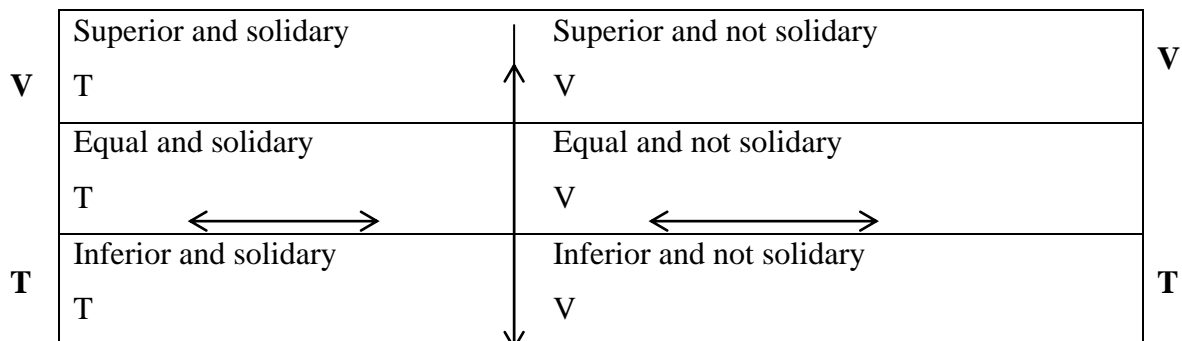 Superior and solidary Superior and not solidary
V T V V
Equal and solidary Equal and not solidary
T V
Inferior and solidary Inferior and not solidary
T T V T